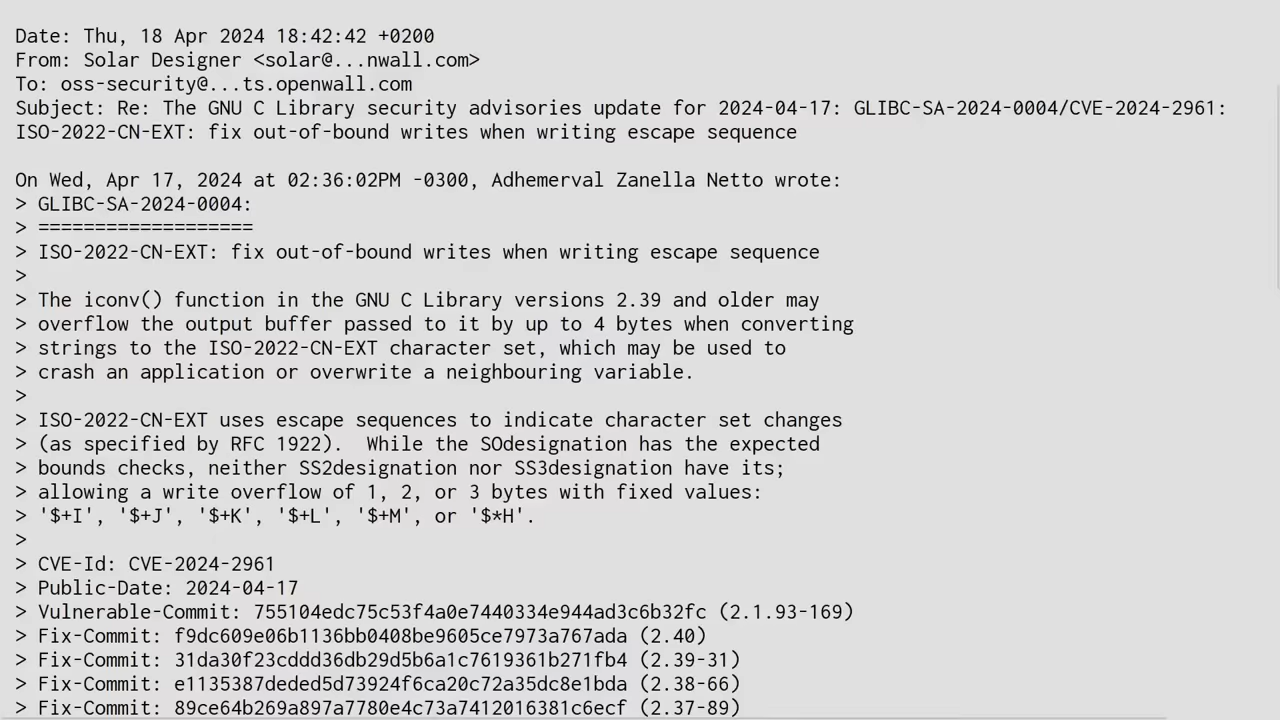 Date: Thu, 18 Apr 2024 18:42:42 +0200
From: Solar Designer <solar@...nwall.com>
To: oss-security@...ts.openwall.com
Subject: Re: The GNU C Library security advisories update for 2024-04-17: GLIBC-SA-2024-0004/CVE-2024-2961:
ISO-2022-CN-EXT: fix out-of-bound writes when writing escape sequence
On Wed, Apr 17, 2024 at 02:36:02PM -0300, Adhemerval Zanella Netto wrote:
> GLIBC-SA-2024-0004:
> ===================
> ISO-2022-CN-EXT: fix out-of-bound writes when writing escape sequence
>
> The iconv() function in the GNU C Library versions 2.39 and older may
> overflow the output buffer passed to it by up to 4 bytes when converting
> strings to the ISO-2022-CN-EXT character set, which may be used to
> crash an application or overwrite a neighbouring variable.
>
> ISO-2022-CN-EXT uses escape sequences to indicate character set changes
> (as specified by RFC 1922).  While the SOdesignation has the expected
> bounds checks, neither SS2designation nor SS3designation have its;
> allowing a write overflow of 1, 2, or 3 bytes with fixed values:
> '$+I', '$+J', '$+K', '$+L', '$+M', or '$*H'.
>
> CVE-Id: CVE-2024-2961
> Public-Date: 2024-04-17
> Vulnerable-Commit: 755104edc75c53f4a0e7440334e944ad3c6b32fc (2.1.93-169)
> Fix-Commit: f9dc609e06b1136bb0408be9605ce7973a767ada (2.40)
> Fix-Commit: 31da30f23cddd36db29d5b6a1c7619361b271fb4 (2.39-31)
> Fix-Commit: e1135387deded5d73924f6ca20c72a35dc8e1bda (2.38-66)
> Fix-Commit: 89ce64b269a897a7780e4c73a7412016381c6ecf (2.37-89)